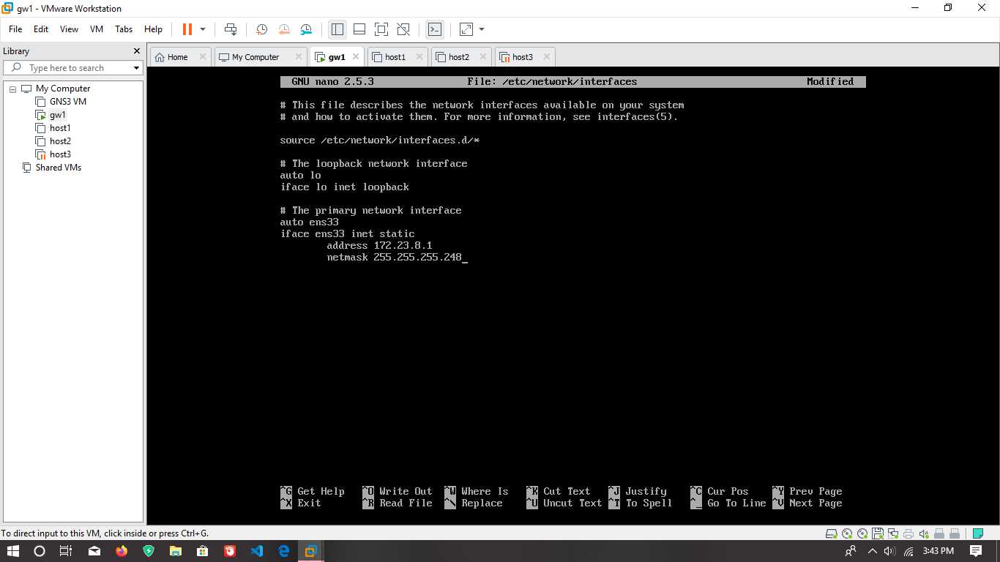 gw1 - VMware Workstation
File Edit View VM Tabs Help
Library
Type here to search
My Computer
GNS3 VM
gw1
host1
host2
host3
Shared VMs
Home My Computer gw1 host1 host2 host3
GNU nano 2.5.3 File: /etc/network/interfaces Modified
# This file describes the network interfaces available on your system
# and how to activate them. For more information, see interfaces(5).
source /etc/network/interfaces.d/*
# The loopback network interface
auto lo
iface lo inet loopback
# The primary network interface
auto ens33
iface ens33 inet static
address 172.23.8.1
netmask 255.255.255.248_
^G Get Help ^O Write Out ^W Where Is ^K Cut Text ^J Justify ^C Cur Pos ^Y Prev Page
^X Exit ^R Read File ^\ Replace ^U Uncut Text ^T To Spell ^_ Go To Line ^V Next Page
To direct input to this VM, click inside or press Ctrl+G.
3:43 PM